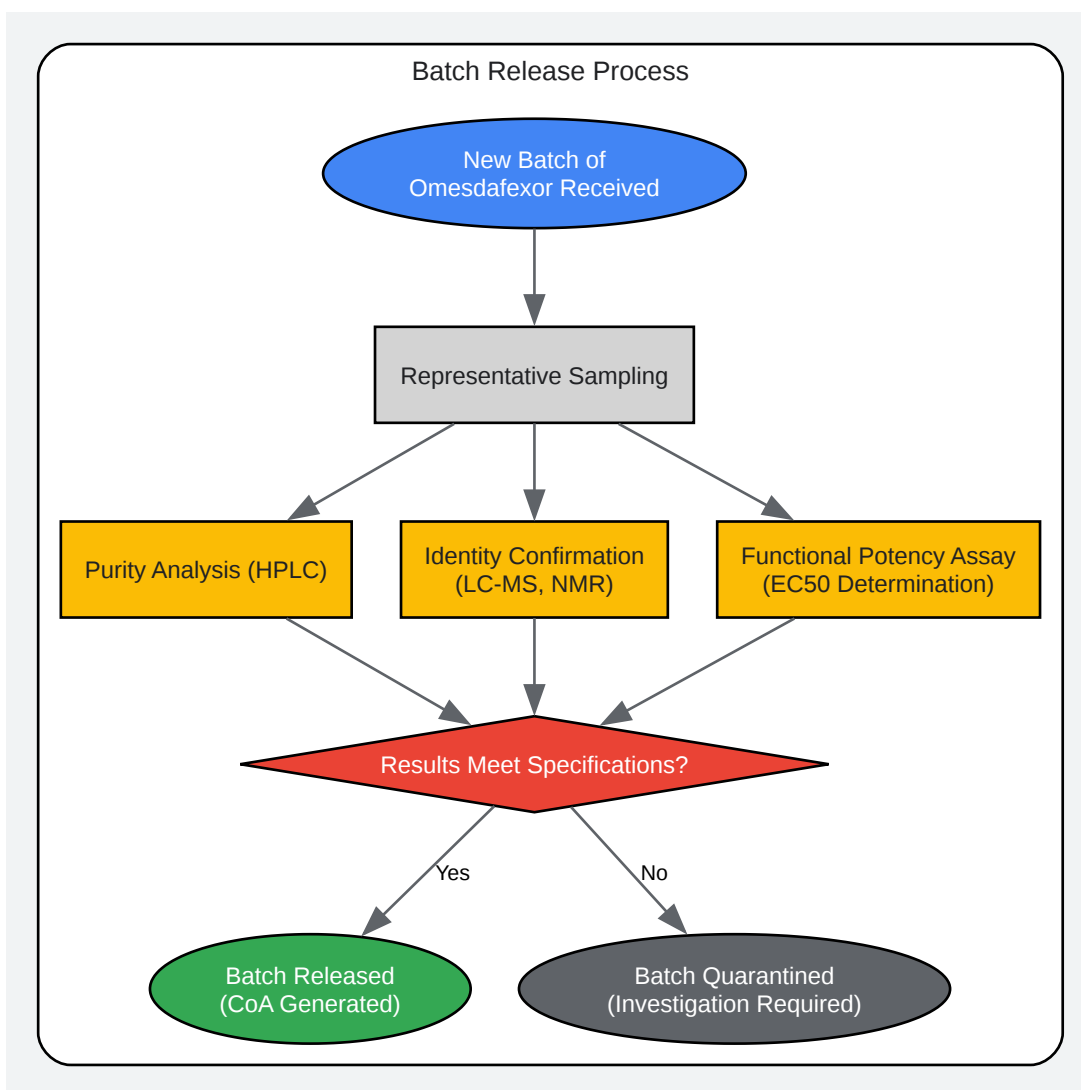 Batch Release Process
New Batch of
Omesdafexor Received
Representative Sampling
Purity Analysis (HPLC)
Identity Confirmation
(LC-MS, NMR)
Functional Potency Assay
(EC50 Determination)
Results Meet Specifications?
Yes
No
Batch Released
(CoA Generated)
Batch Quarantined
(Investigation Required)